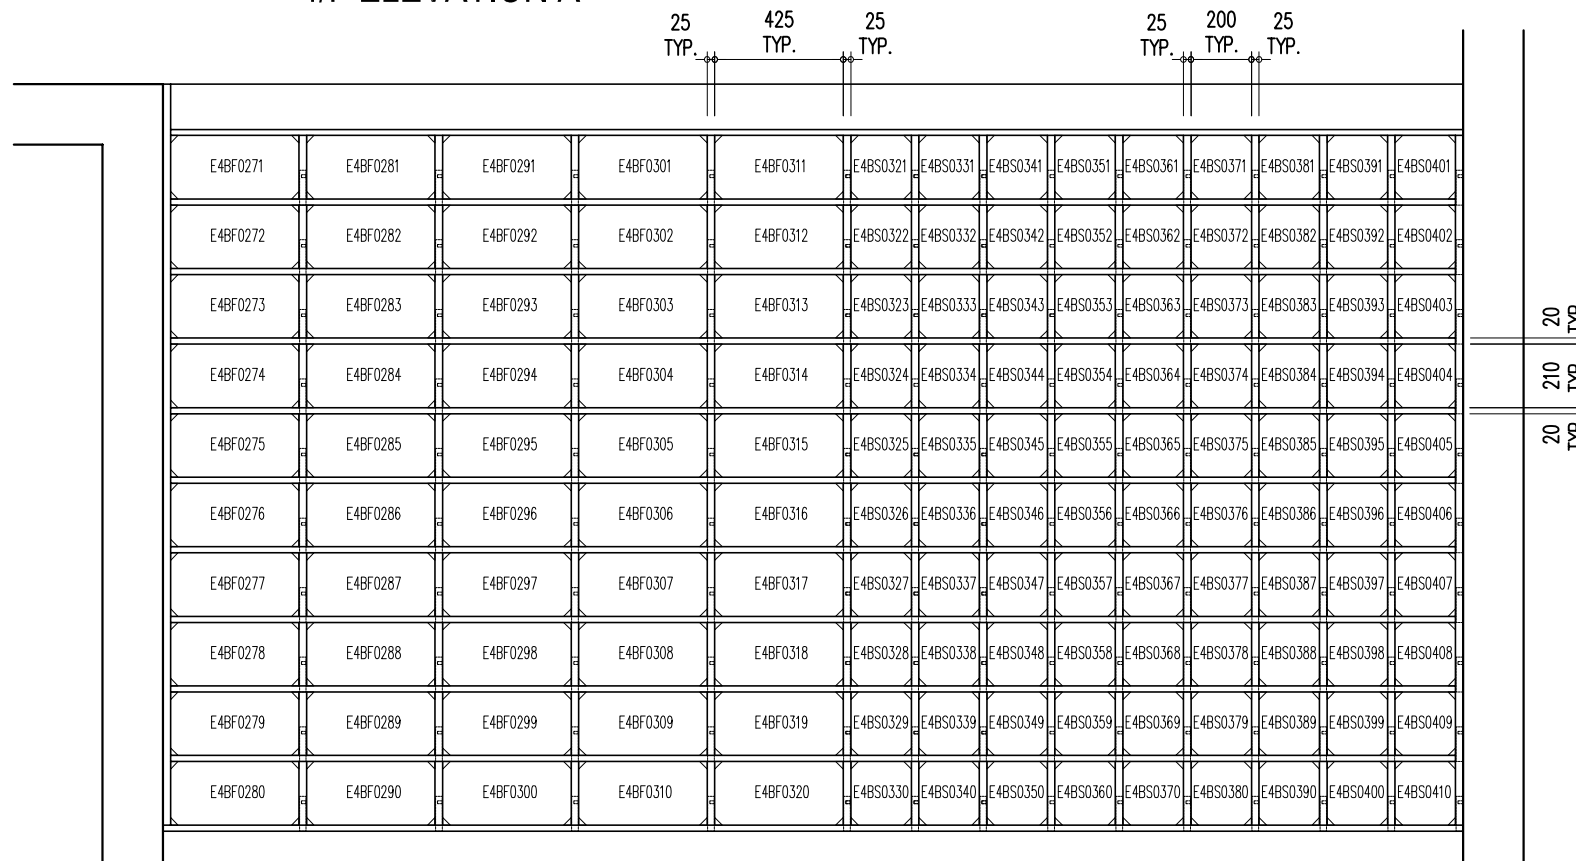 25 425 25 25 200 25
TYP. TYP. TYP. TYP. TYP. TYP.
E4BF0271 E4BF0281 E4BF0291 E4BF0301 E4BF0311 E4BS0321 E4BS0331 E4BS0341 E4BS0351 E4BS0361 E4BS0371 E4BS0381 E4BS0391 E4BS0401
E4BF0272 E4BF0282 E4BF0292 E4BF0302 E4BF0312 E4BS0322 E4BS0332 E4BS0342 E4BS0352 E4BS0362 E4BS0372 E4BS0382 E4BS0392 E4BS0402
E4BF0273 E4BF0283 E4BF0293 E4BF0303 E4BF0313 E4BS0323 E4BS0333 E4BS0343 E4BS0353 E4BS0363 E4BS0373 E4BS0383 E4BS0393 E4BS0403
20
TYP.
E4BF0274 E4BF0284 E4BF0294 E4BF0304 E4BF0314 E4BS0324 E4BS0334 E4BS0344 E4BS0354 E4BS0364 E4BS0374 E4BS0384 E4BS0394 E4BS0404
210
TYP.
E4BF0275 E4BF0285 E4BF0295 E4BF0305 E4BF0315 E4BS0325 E4BS0335 E4BS0345 E4BS0355 E4BS0365 E4BS0375 E4BS0385 E4BS0395 E4BS0405
20
TYP.
E4BF0276 E4BF0286 E4BF0296 E4BF0306 E4BF0316 E4BS0326 E4BS0336 E4BS0346 E4BS0356 E4BS0366 E4BS0376 E4BS0386 E4BS0396 E4BS0406
E4BF0277 E4BF0287 E4BF0297 E4BF0307 E4BF0317 E4BS0327 E4BS0337 E4BS0347 E4BS0357 E4BS0367 E4BS0377 E4BS0387 E4BS0397 E4BS0407
E4BF0278 E4BF0288 E4BF0298 E4BF0308 E4BF0318 E4BS0328 E4BS0338 E4BS0348 E4BS0358 E4BS0368 E4BS0378 E4BS0388 E4BS0398 E4BS0408
E4BF0279 E4BF0289 E4BF0299 E4BF0309 E4BF0319 E4BS0329 E4BS0339 E4BS0349 E4BS0359 E4BS0369 E4BS0379 E4BS0389 E4BS0399 E4BS0409
E4BF0280 E4BF0290 E4BF0300 E4BF0310 E4BF0320 E4BS0330 E4BS0340 E4BS0350 E4BS0360 E4BS0370 E4BS0380 E4BS0390 E4BS0400 E4BS0410